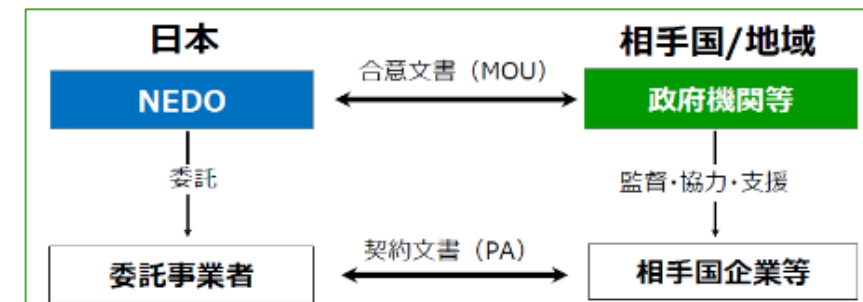 日本
相手国/地域
合意文書（MOU）
NEDO
政府機関等
委託
監督・協力・支援
契約文書（PA）
委託事業者
相手国企業等